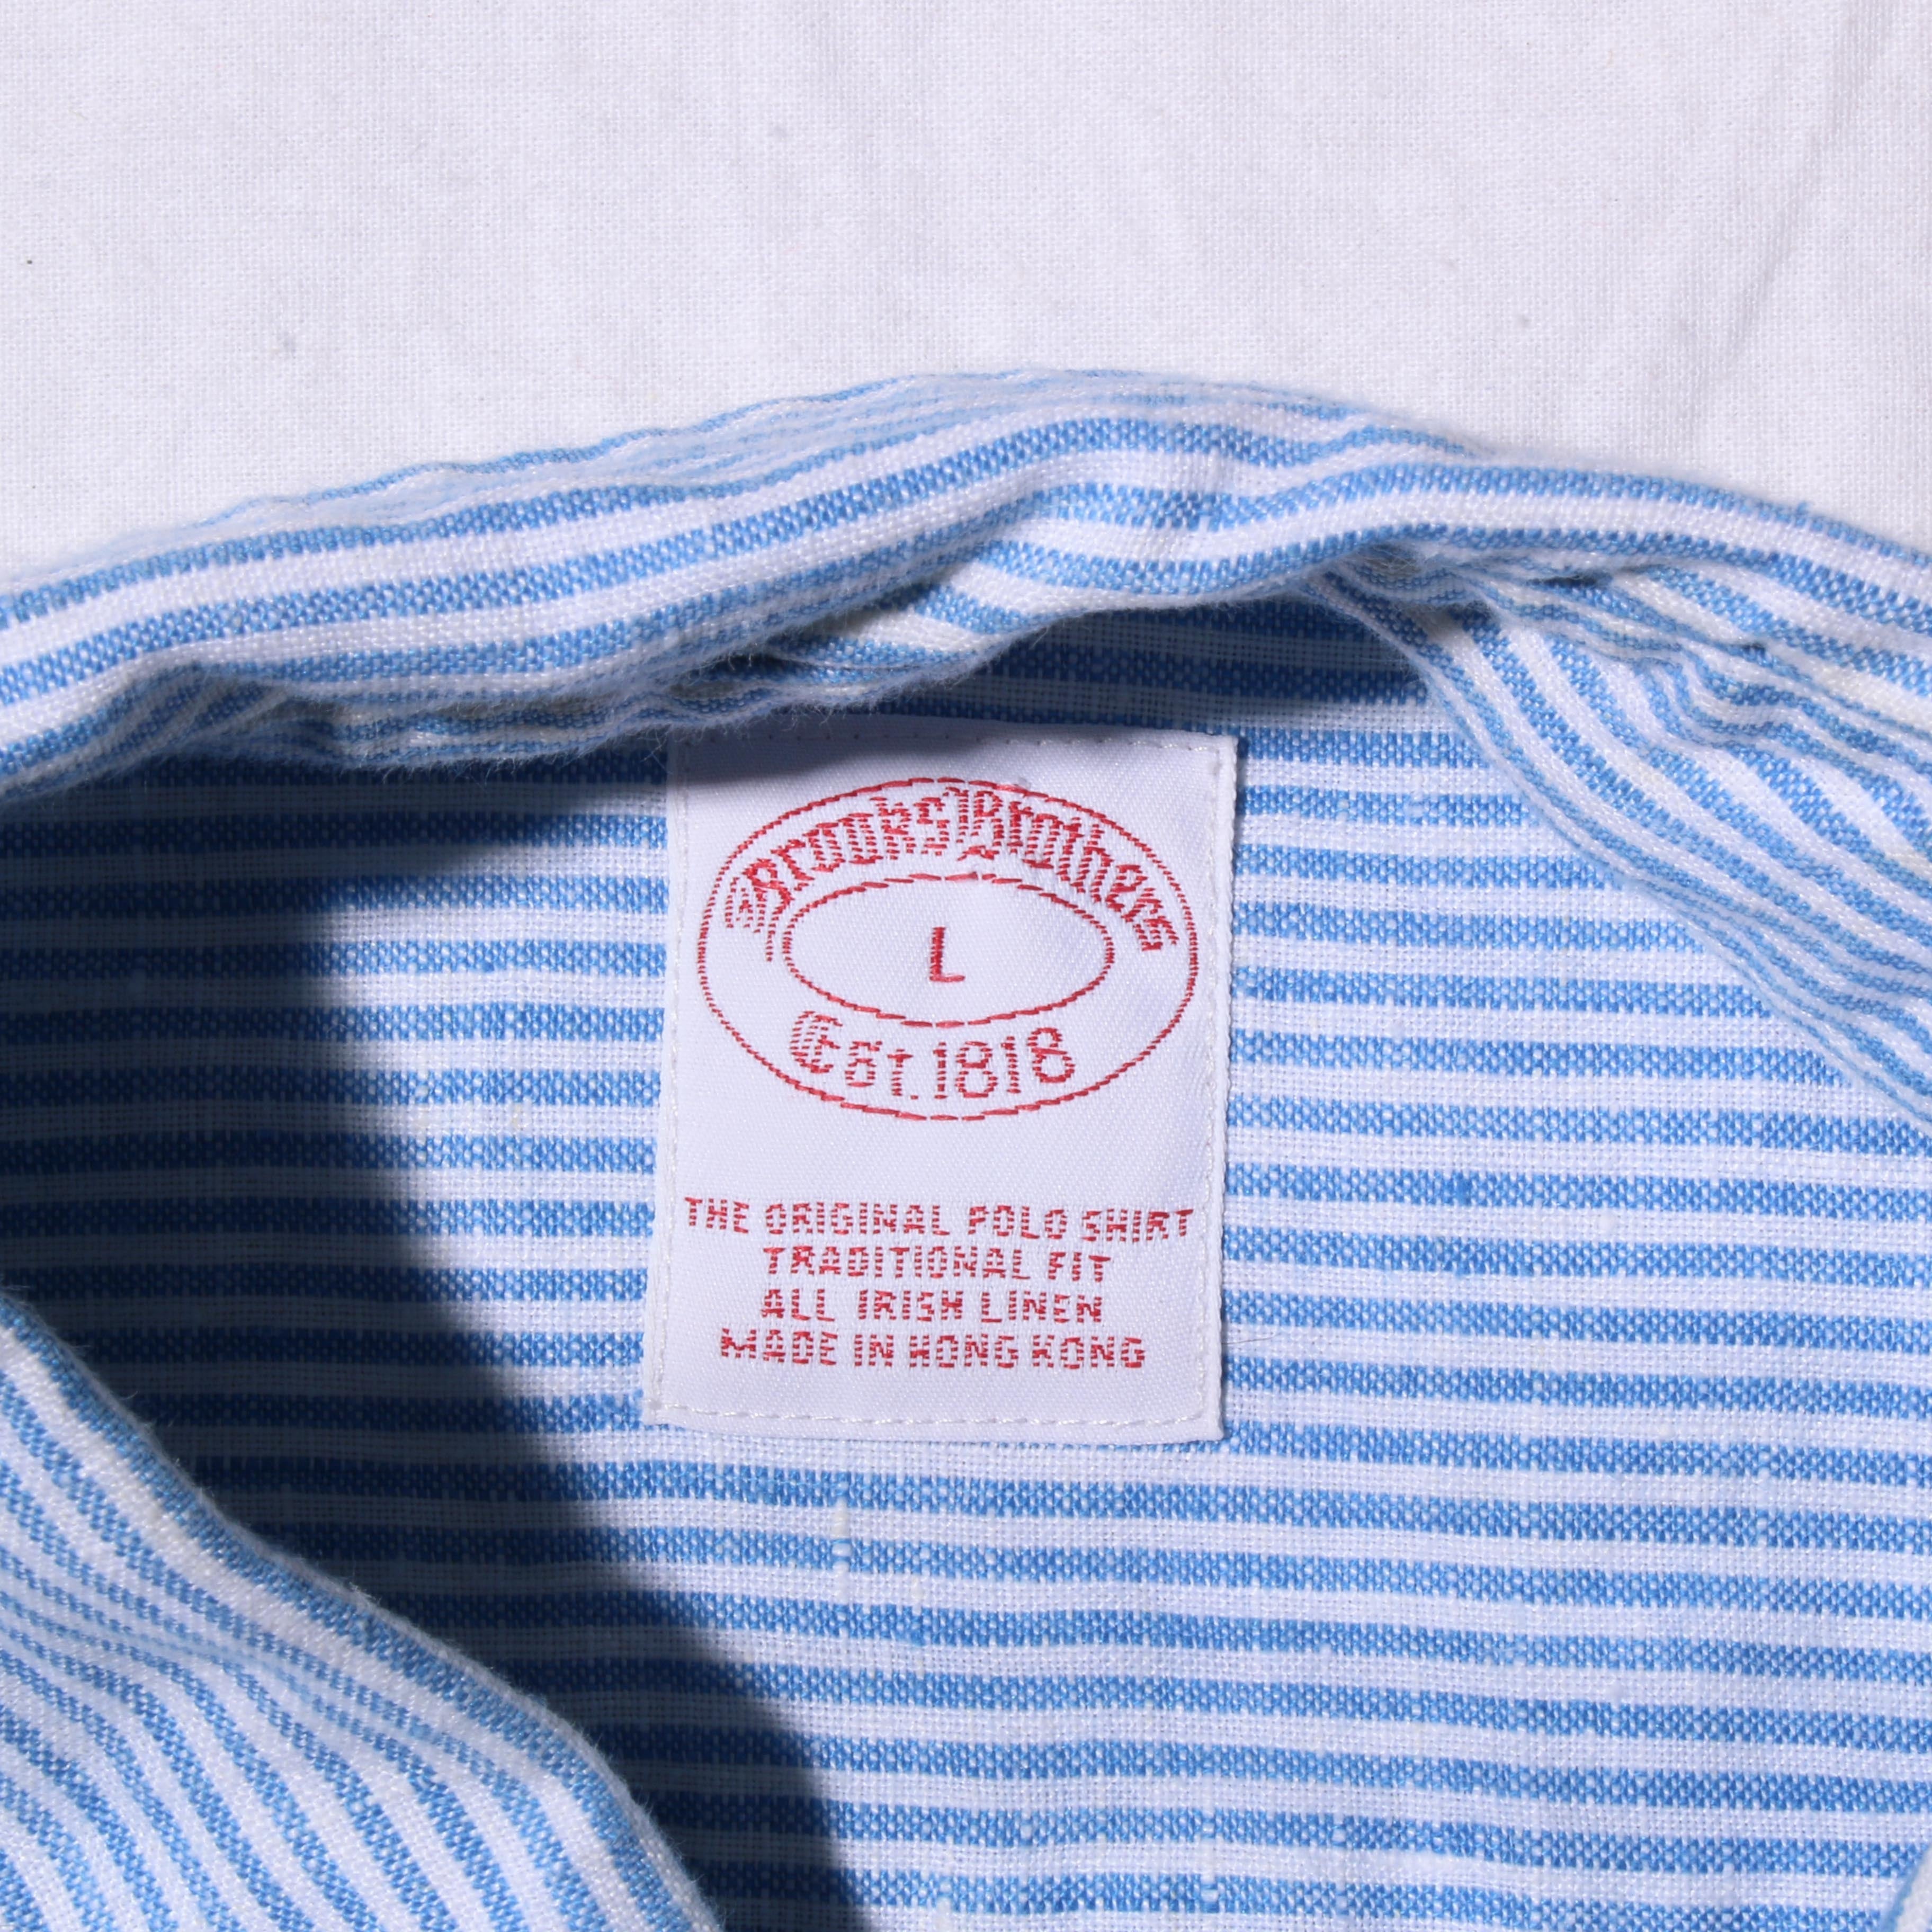 Brooks Brothers
L
Est. 1818
THE ORIGINAL POLO SHIRT
TRADITIONAL FIT
ALL IRISH LINEN
MADE IN HONG KONG